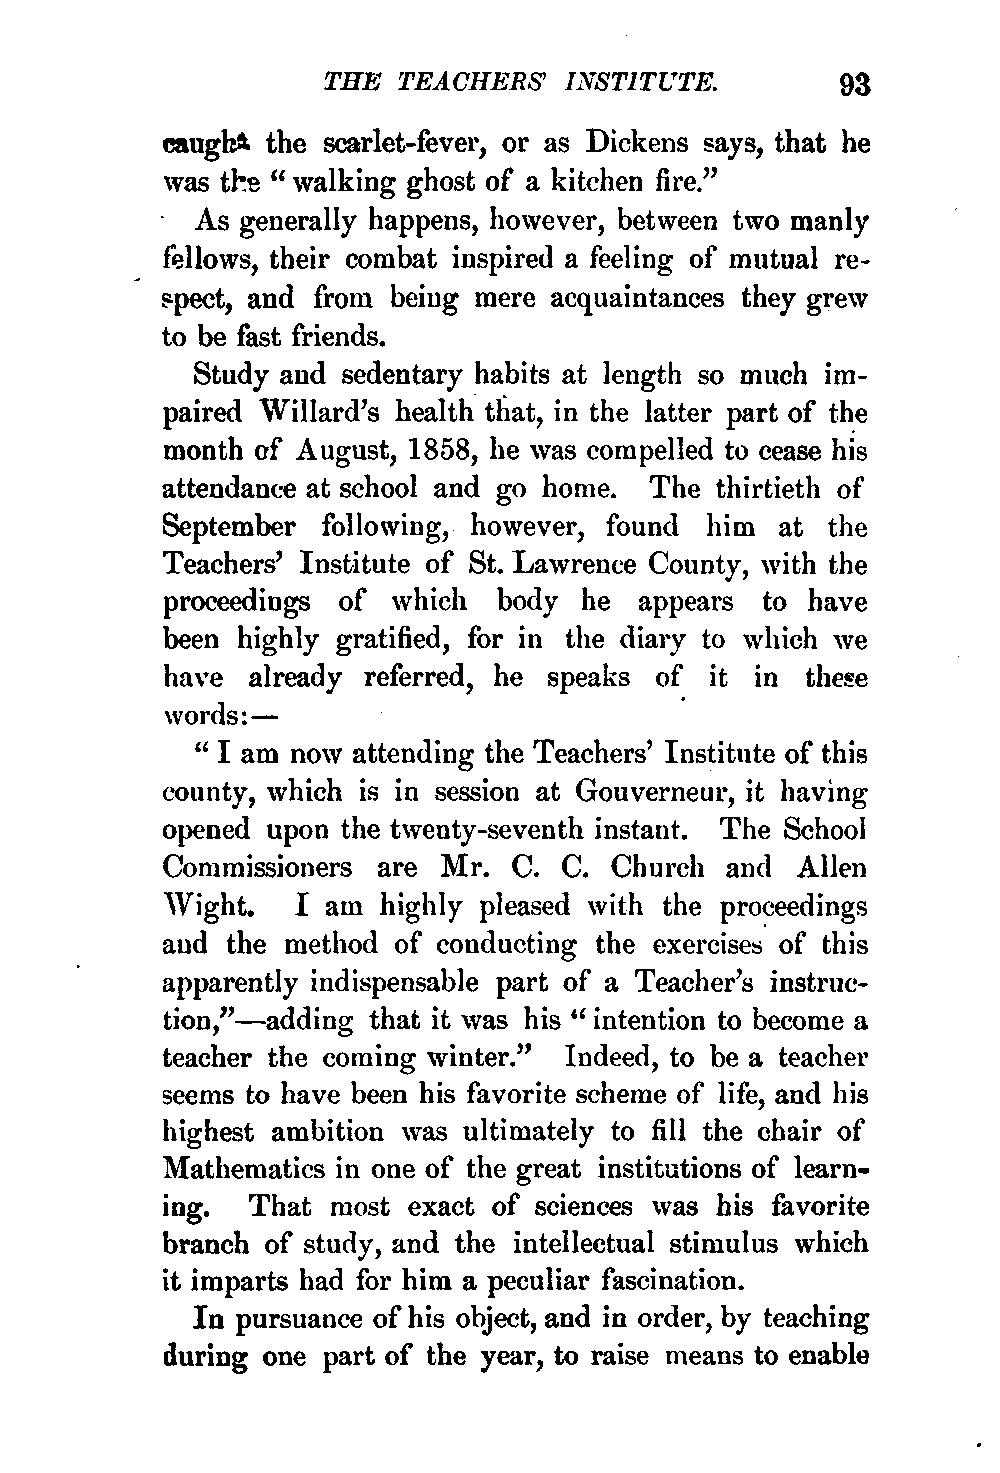 THE TEACHERS' INSTITUTE. 93
caught the scarlet-fever, or as Dickens says, that he
was the “ walking ghost of a kitchen fire.”
As generally happens, however, between two manly
fellows, their combat inspired a feeling of mutual re-
spect, and from being mere acquaintances they grew
to be fast friends.
Study and sedentary habits at length so much im-
paired Willard’s health that, in the latter part of the
month of August, 1858, he was compelled to cease his
attendance at school and go home. The thirtieth of
September following, however, found him at the
Teachers’ Institute of St. Lawrence County, with the
proceedings of which body he appears to have
been highly gratified, for in the diary to which we
have already referred, he speaks of it in these
words:—
“ I am now attending the Teachers’ Institute of this
county, which is in session at Gouverneur, it having
opened upon the twenty-seventh instant. The School
Commissioners are Mr. C. C. Church and Allen
Wight. I am highly pleased with the proceedings
and the method of conducting the exercises of this
apparently indispensable part of a Teacher’s instruc-
tion,”—adding that it was his “ intention to become a
teacher the coming winter.” Indeed, to be a teacher
seems to have been his favorite scheme of life, and his
highest ambition was ultimately to fill the chair of
Mathematics in one of the great institutions of learn-
ing. That most exact of sciences was his favorite
branch of study, and the intellectual stimulus which
it imparts had for him a peculiar fascination.
In pursuance of his object, and in order, by teaching
during one part of the year, to raise means to enable